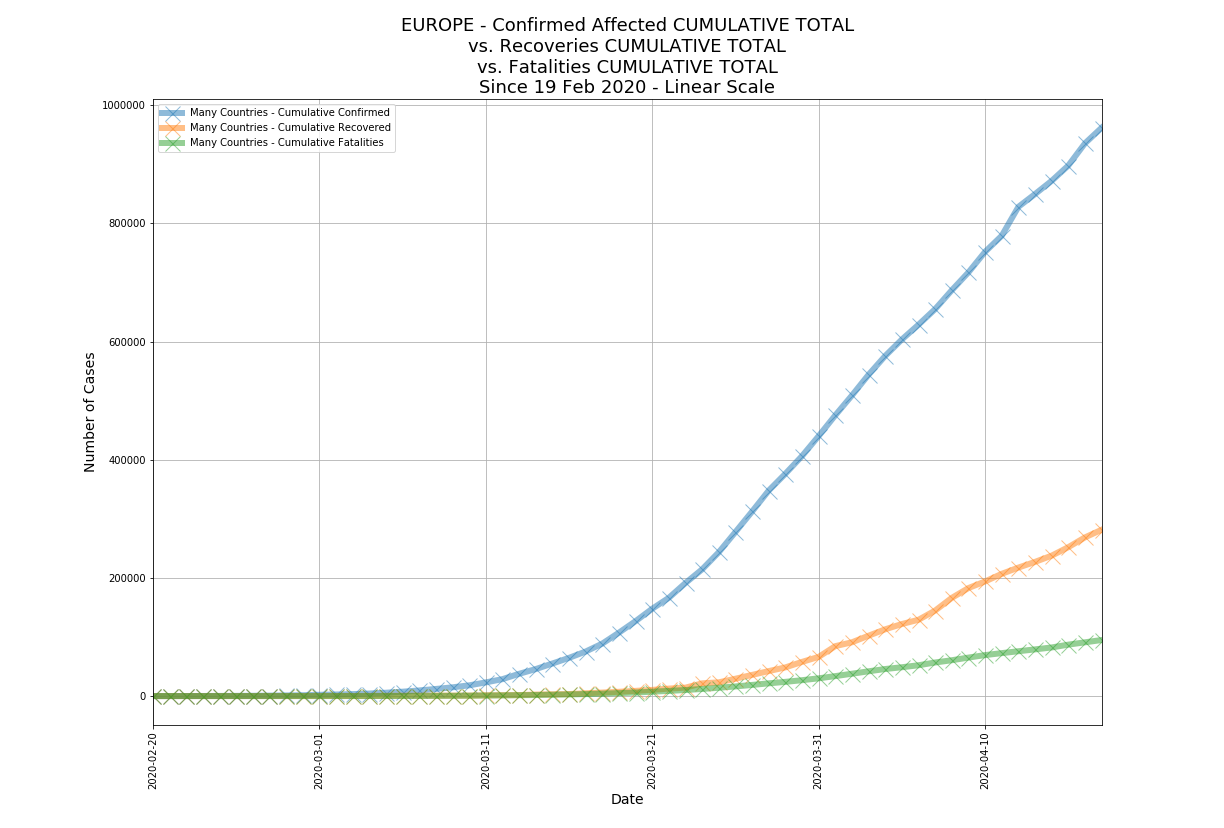 EUROPE - Confirmed Affected CUMULATIVE TOTAL
vs. Recoveries CUMULATIVE TOTAL
vs. Fatalities CUMULATIVE TOTAL
Since 19 Feb 2020 - Linear Scale
Many Countries - Cumulative Confirmed
Many Countries - Cumulative Recovered
Many Countries - Cumulative Fatalities
Number of Cases
1000000
800000
600000
400000
200000
0
2020-02-20
2020-03-01
2020-03-11
2020-03-21
2020-03-31
2020-04-10
Date